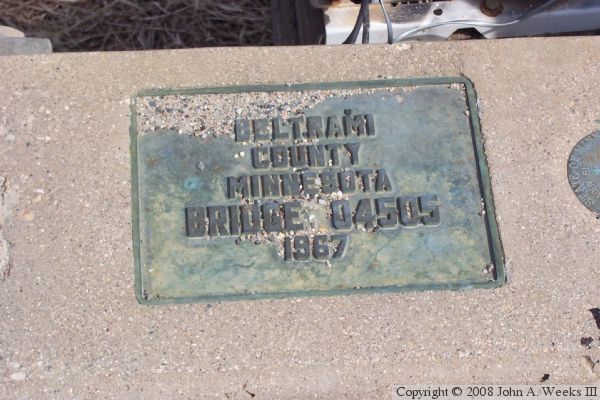 BELTRAMI
COUNTY
MINNESOTA
BRIDGE 04505
1967
Copyright © 2008 John A. Weeks III